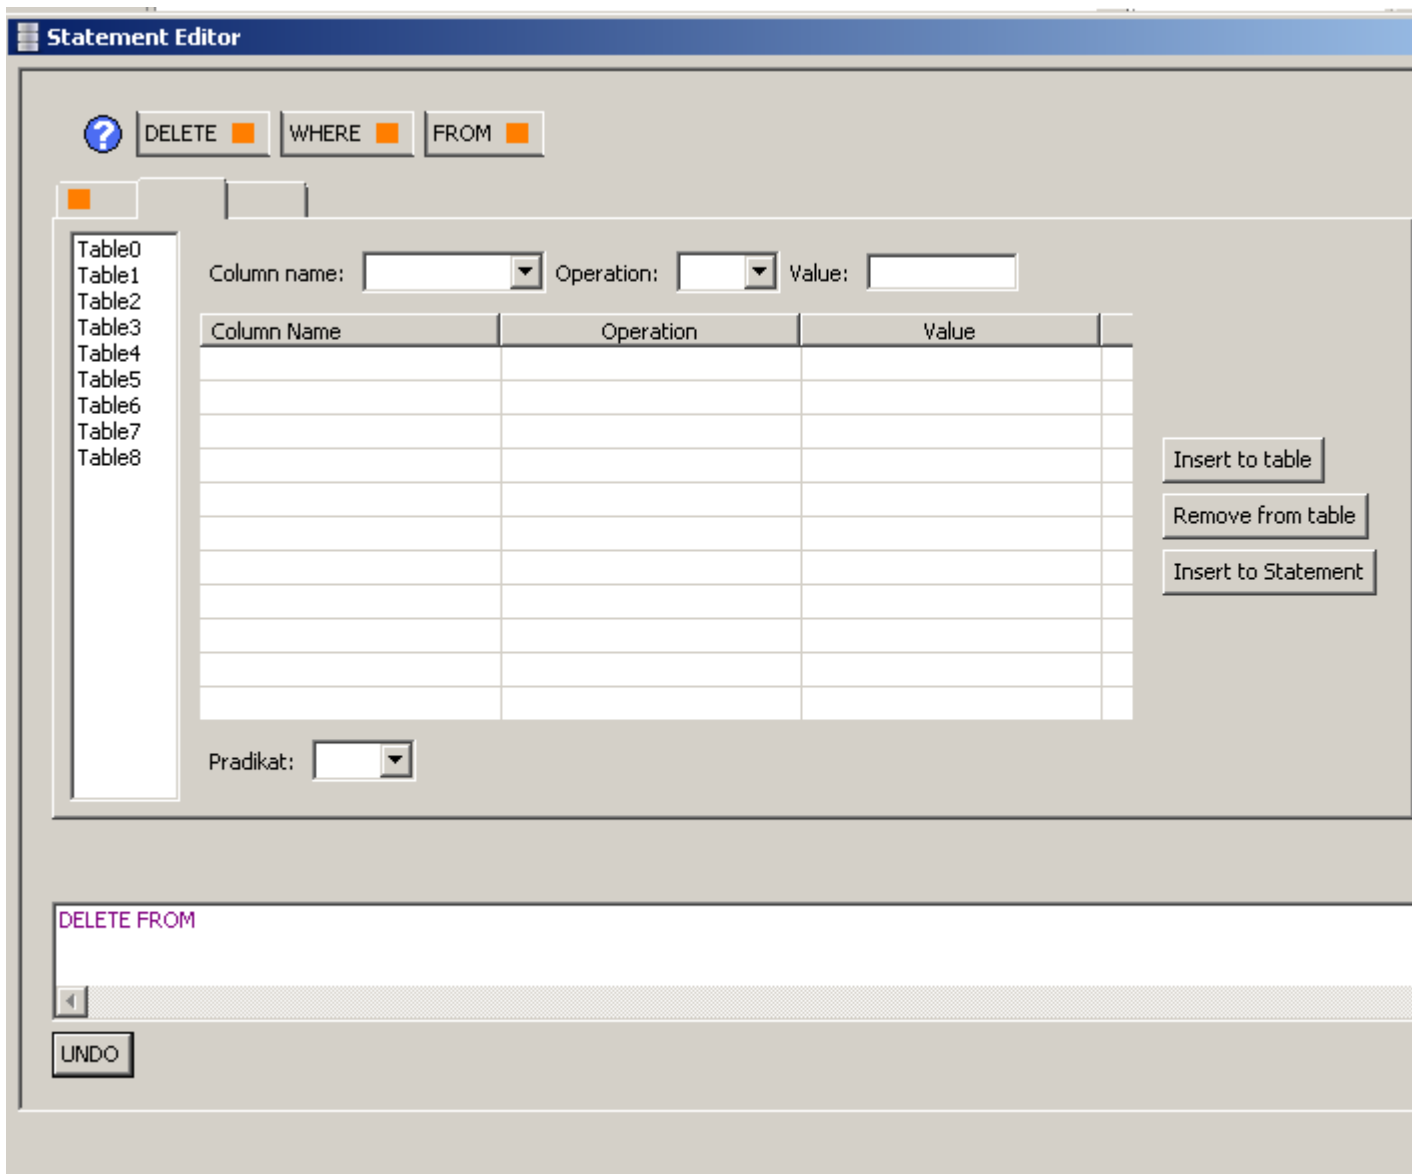 Statement Editor
DELETE WHERE FROM
Table0
Table1
Table2
Table3
Table4
Table5
Table6
Table7
Table8
Column name: Operation: Value:
Column Name Operation Value
Insert to table
Remove from table
Insert to Statement
Pradikat:
DELETE FROM
UNDO